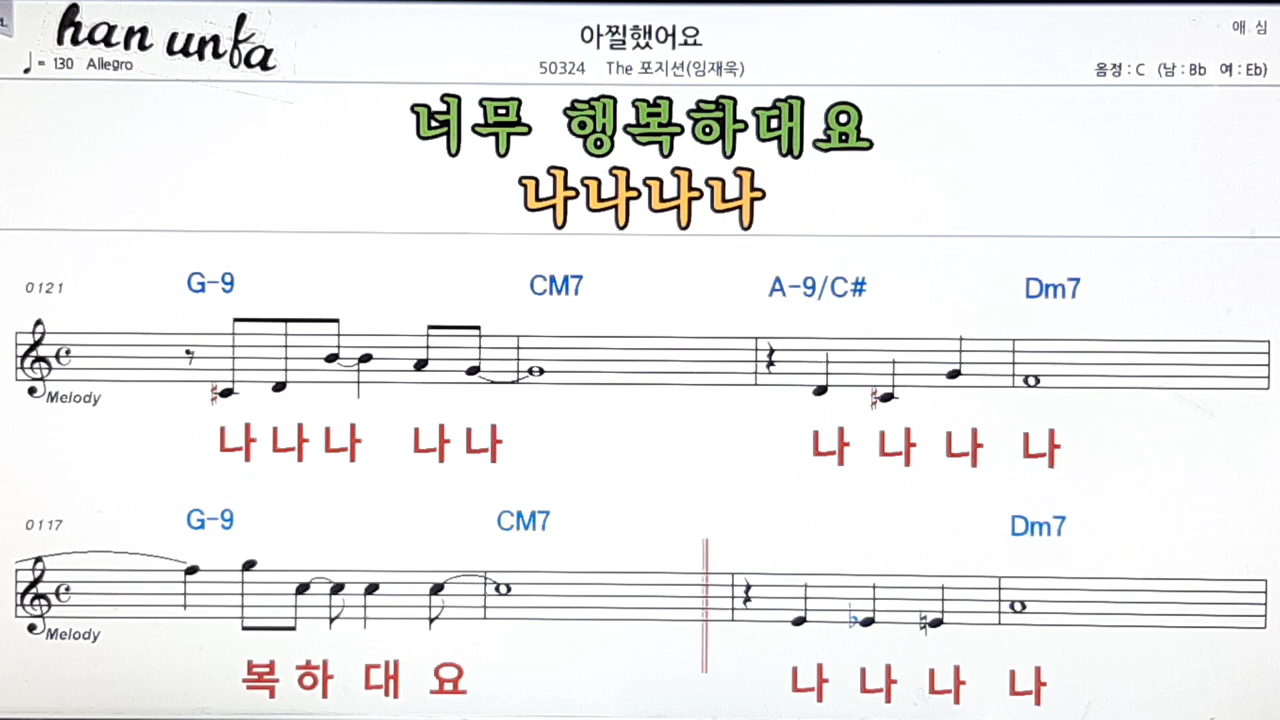 han unfa
♩= 130 Allegro
아찔했어요
50324 The 포지션(임재욱)
애 심
음정 : C (남 : Bb 여 : Eb)
너무 행복하대요
나나나나
0121 G-9 CM7 A-9/C# Dm7
Melody
나 나 나 나 나 나 나 나 나
0117 G-9 CM7 Dm7
Melody
복 하 대 요 나 나 나 나